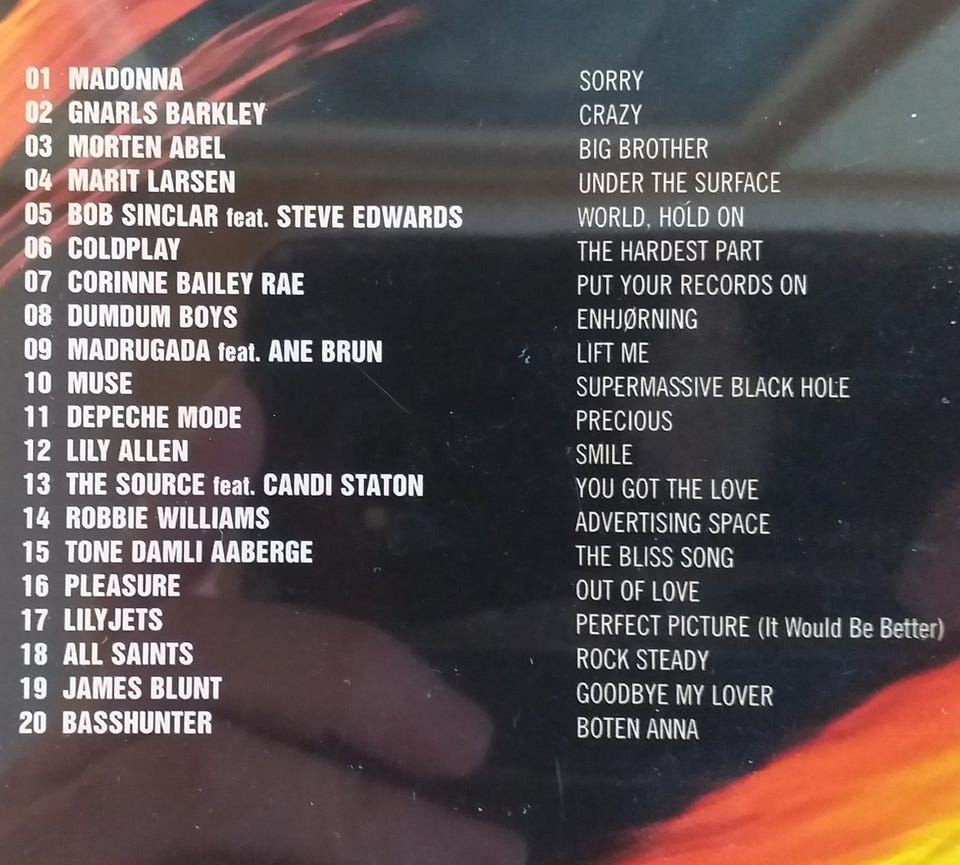 01 MADONNA SORRY
02 GNARLS BARKLEY CRAZY
03 MORTEN ABEL BIG BROTHER
04 MARIT LARSEN UNDER THE SURFACE
05 BOB SINCLAR feat. STEVE EDWARDS WORLD, HOLD ON
06 COLDPLAY THE HARDEST PART
07 CORINNE BAILEY RAE PUT YOUR RECORDS ON
08 DUMDUM BOYS ENHJØRNING
09 MADRUGADA feat. ANE BRUN LIFT ME
10 MUSE SUPERMASSIVE BLACK HOLE
11 DEPECHE MODE PRECIOUS
12 LILY ALLEN SMILE
13 THE SOURCE feat. CANDI STATON YOU GOT THE LOVE
14 ROBBIE WILLIAMS ADVERTISING SPACE
15 TONE DAMLI AABERGE THE BLISS SONG
16 PLEASURE OUT OF LOVE
17 LILYJETS PERFECT PICTURE (It Would Be Better)
18 ALL SAINTS ROCK STEADY
19 JAMES BLUNT GOODBYE MY LOVER
20 BASSHUNTER BOTEN ANNA